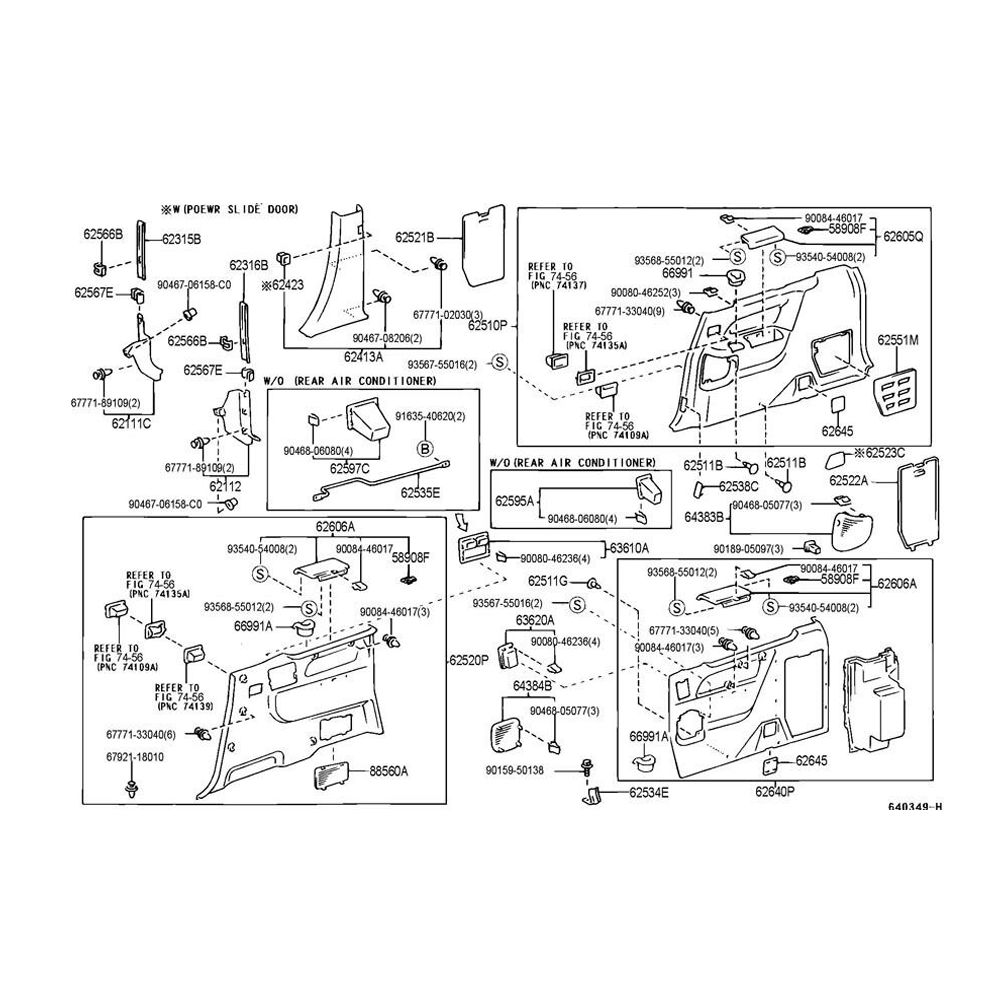 ※W(POEWR SLIDE DOOR)
62566B
62315B
62567E
62316B
90467-06158-C0
62566B
62567E
67771-89109(2)
62111C
67771-89109(2)
62112
90467-06158-C0
※62423
62521B
67771-02030(3)
90467-08206(2)
62413A
62510P
93567-55016(2)
S
W/O (REAR AIR CONDITIONER)
91635-40620(2)
B
90468-06080(4)
62597C
62535E
90084-46017
58908F
62605Q
93568-55012(2)
S
S
93540-54008(2)
66991
REFER TO
FIG 74-56
(PNC 74137)
90080-46252(3)
67771-33040(9)
REFER TO
FIG 74-56
(PNC 74135A)
62551M
REFER TO
FIG 74-56
(PNC 74109A)
62645
62511B
62511B
※62523C
62538C
62522A
W/O(REAR AIR CONDITIONER)
62595A
90468-06080(4)
90468-05077(3)
64383B
90189-05097(3)
62606A
93540-54008(2)
90084-46017
58908F
S
REFER TO
FIG 74-56
(PNC 74135A)
93568-55012(2)
S
66991A
90084-46017(3)
REFER TO
FIG 74-56
(PNC 74109A)
REFER TO
FIG 74-56
(PNC 74139)
67771-33040(6)
67921-18010
88560A
62520P
63610A
90080-46236(4)
62511G
93567-55016(2)
S
63620A
90080-46236(4)
64384B
90468-05077(3)
90159-50138
62534E
90084-46017
93568-55012(2)
58908F
62606A
S
S
93540-54008(2)
67771-33040(5)
90084-46017(3)
66991A
62645
62640P
640349-H